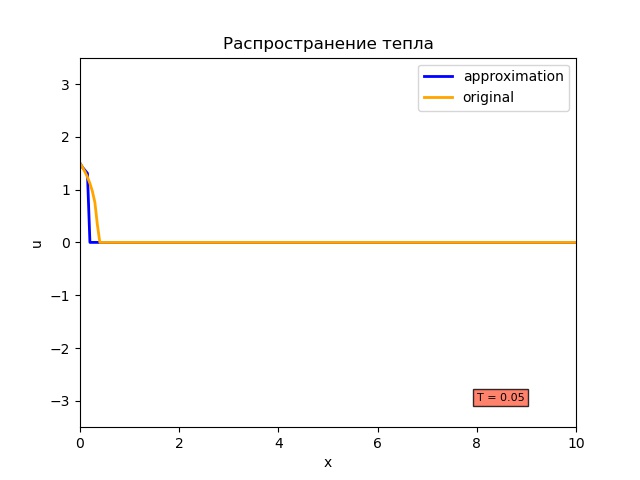 Распространение тепла
approximation
original
3
2
1
0
−1
−2
−3
u
T = 0.05
0 2 4 6 8 10
x